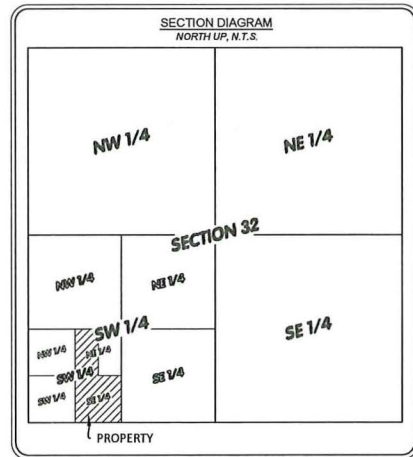 SECTION DIAGRAM
NORTH UP, N.T.S.
NW 1/4
NE 1/4
SECTION 32
NW 1/4
NE 1/4
SW 1/4
SE 1/4
NW 1/4
NE 1/4
SW 1/4
SE 1/4
SW 1/4
SE 1/4
PROPERTY